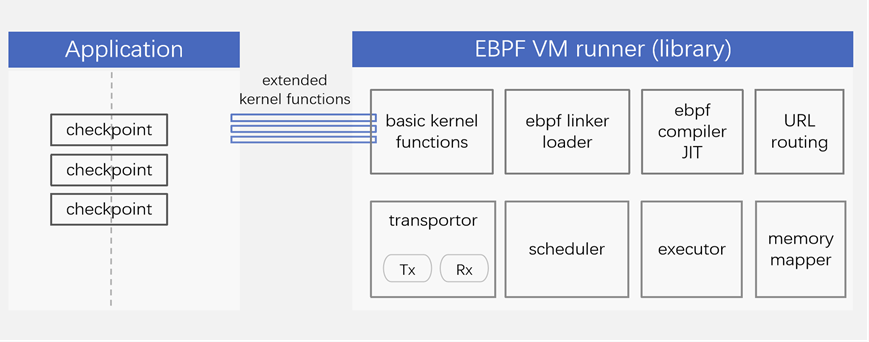 Application
EBPF VM runner (library)
extended
kernel functions
checkpoint
checkpoint
checkpoint
basic kernel
functions
ebpf linker
loader
ebpf
compiler
JIT
URL
routing
transportor
Tx
Rx
scheduler
executor
memory
mapper